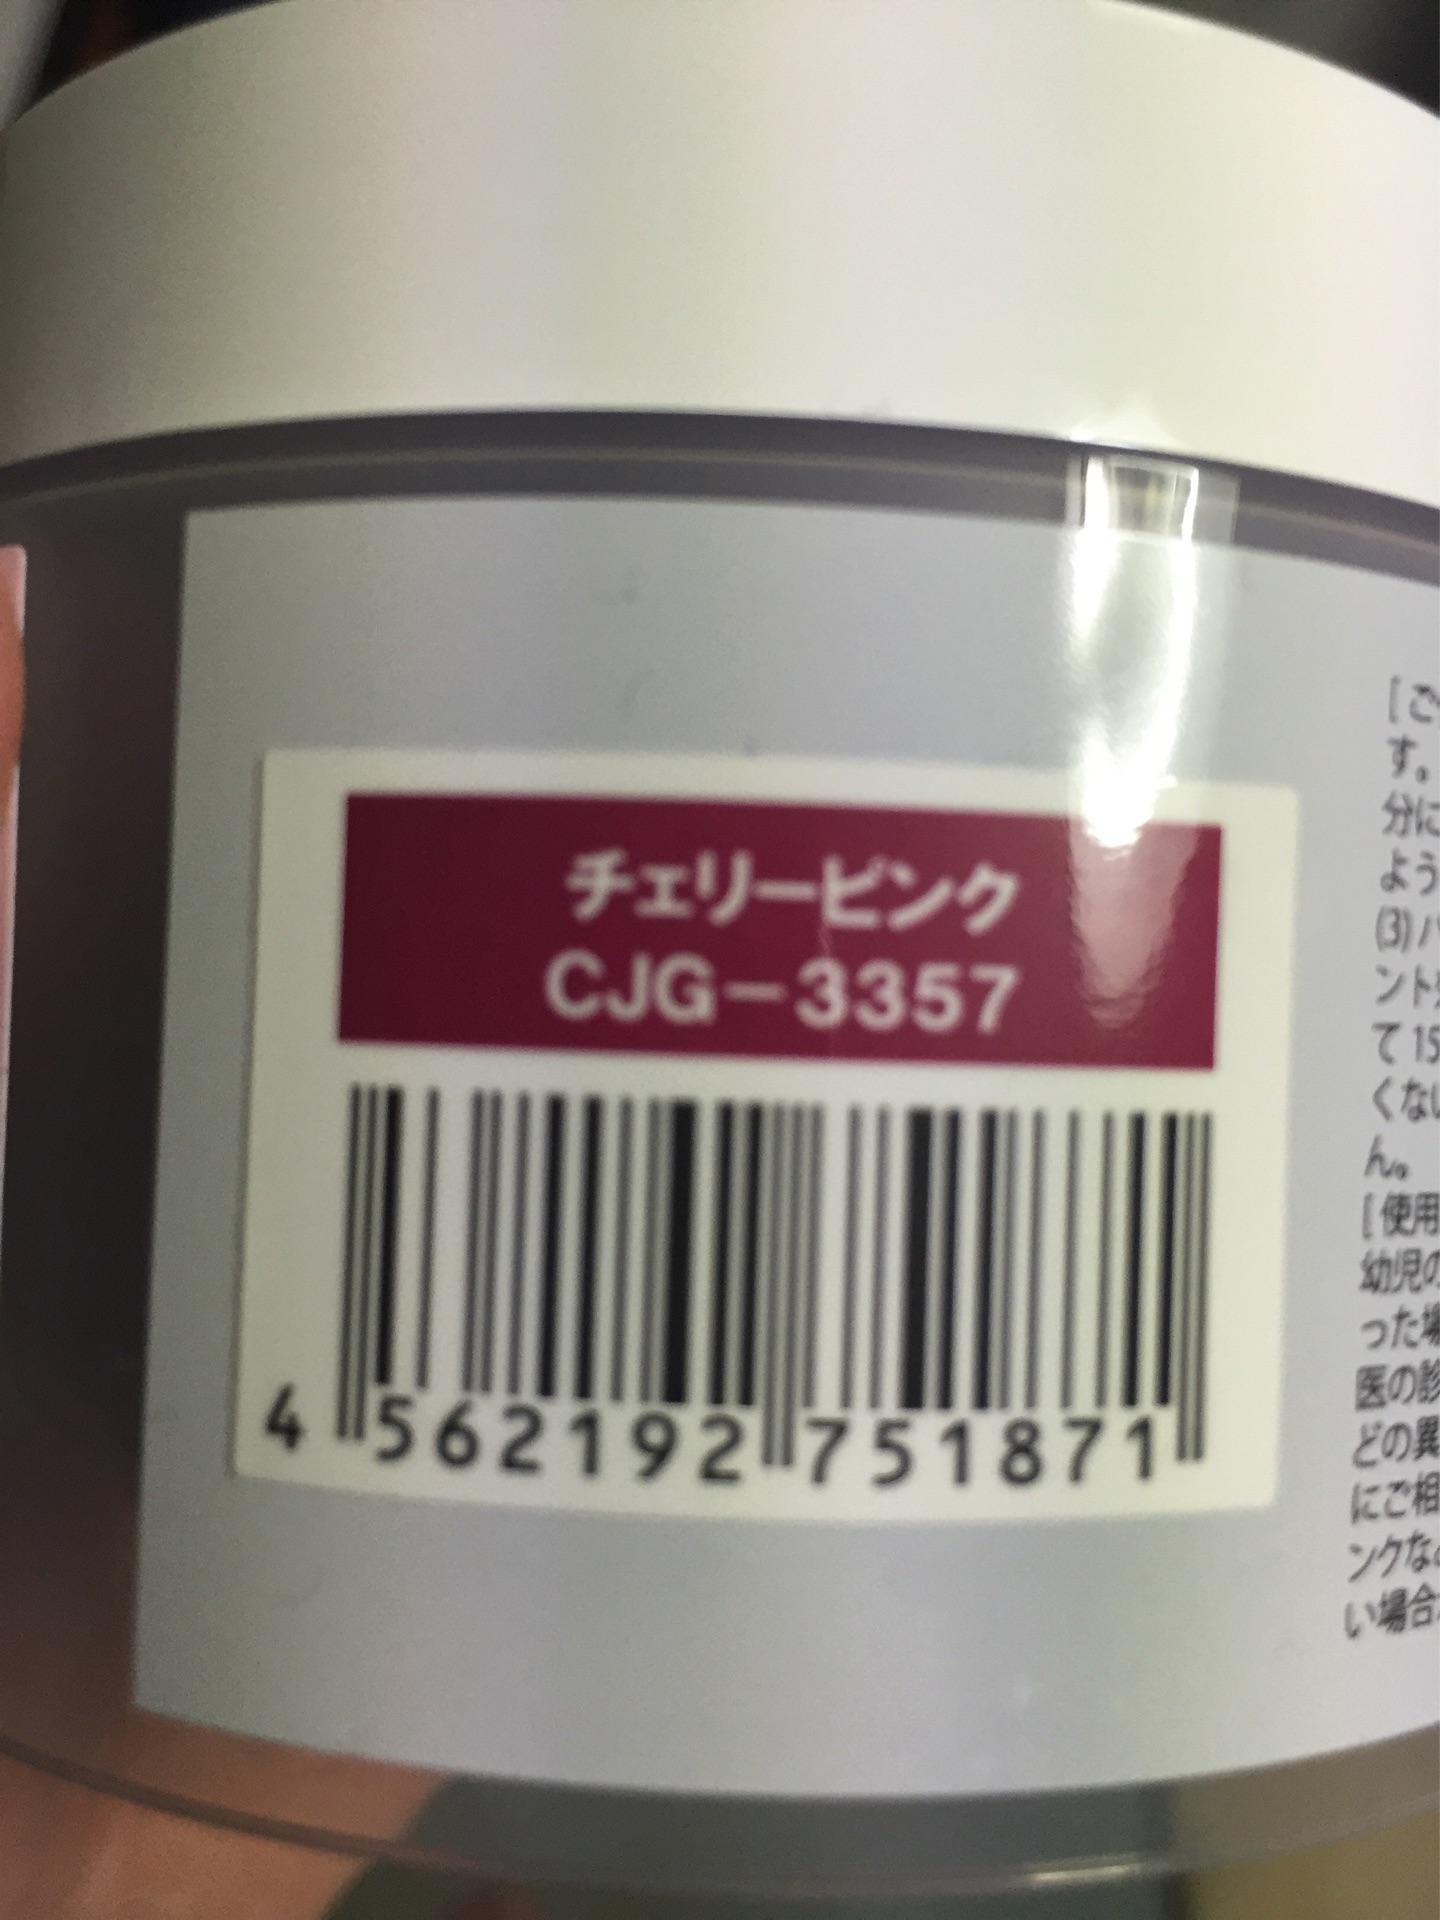 チェリーピンク
CJG-3357
4 562192 751871
[ご
す。
分に
よう
(3)
ント
て 15
くな
ん。
[使用
幼児の
った場
医の診
どの異
にご相
ンクな
い場合